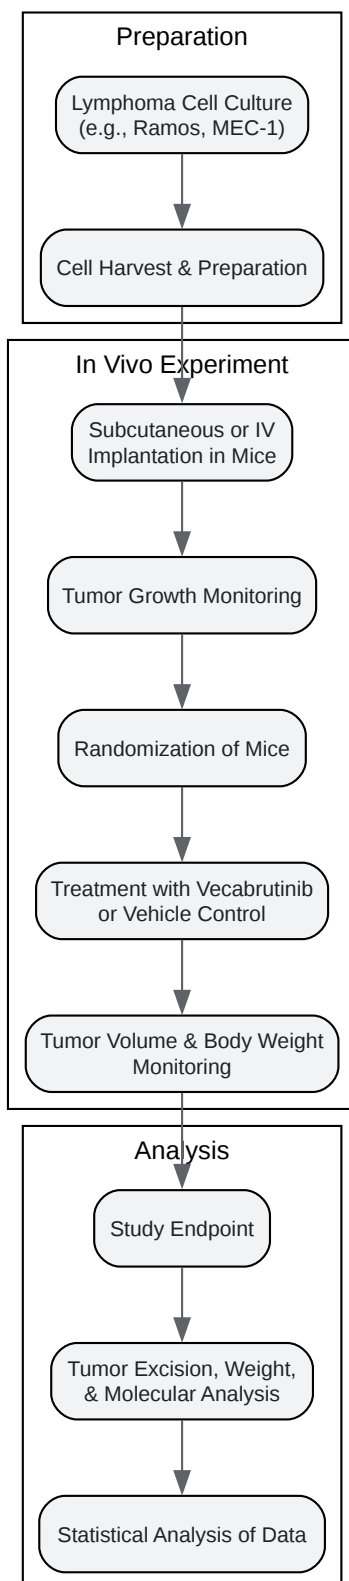 Preparation
Lymphoma Cell Culture
(e.g., Ramos, MEC-1)
Cell Harvest & Preparation
In Vivo Experiment
Subcutaneous or IV
Implantation in Mice
Tumor Growth Monitoring
Randomization of Mice
Treatment with Vecabrutinib
or Vehicle Control
Tumor Volume & Body Weight
Monitoring
Analysis
Study Endpoint
Tumor Excision, Weight,
& Molecular Analysis
Statistical Analysis of Data